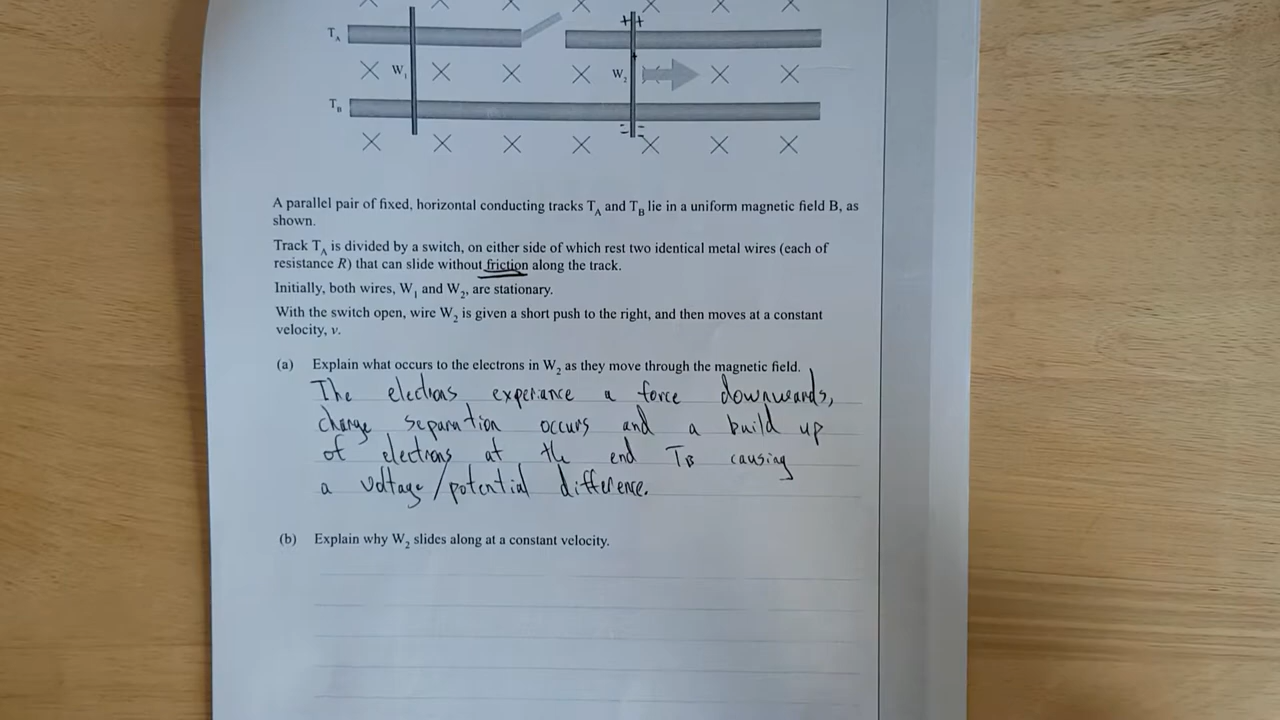 T_A
W_1
W_2
++
T_B
A parallel pair of fixed, horizontal conducting tracks T_A and T_B lie in a uniform magnetic field B, as
shown.
Track T_A is divided by a switch, on either side of which rest two identical metal wires (each of
resistance R) that can slide without friction along the track.
Initially, both wires, W_1 and W_2, are stationary.
With the switch open, wire W_2 is given a short push to the right, and then moves at a constant
velocity, v.
(a) Explain what occurs to the electrons in W_2 as they move through the magnetic field.
The electrons experiance a force downwards,
charge separation occurs and a build up
of electrons at the end T_B causing
a voltage/potential difference.
(b) Explain why W_2 slides along at a constant velocity.